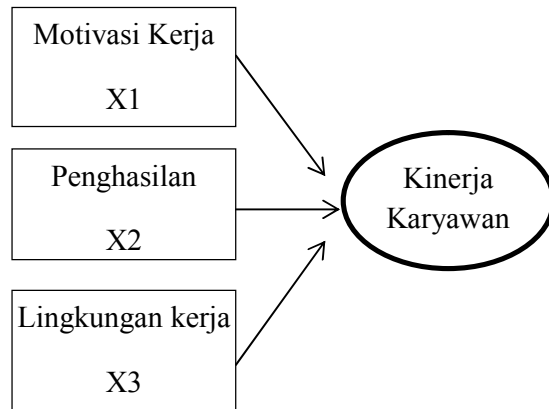 Motivasi Kerja
X1
Penghasilan
X2
Lingkungan kerja
X3
Kinerja
Karyawan